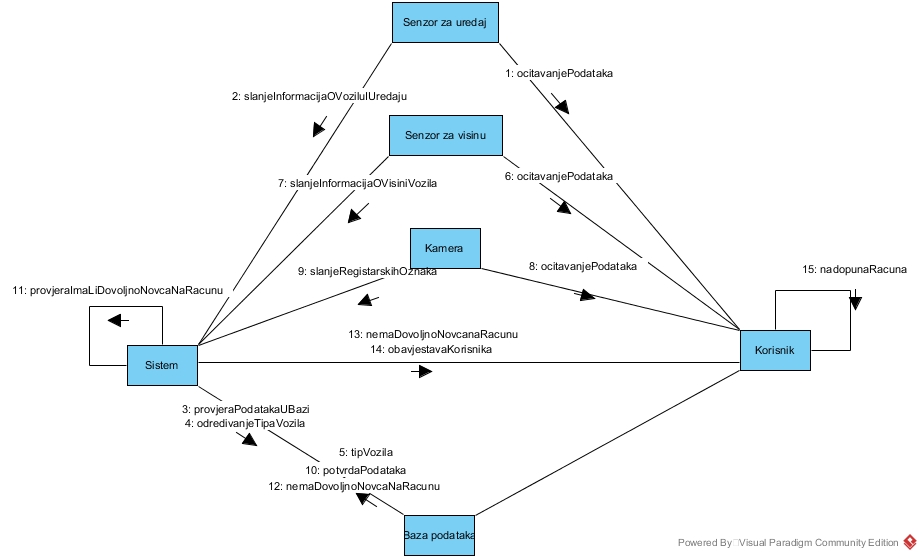 Senzor za uredaj
1: ocitavanjePodataka
2: slanjeInformacijaOVoziluIUredaju
Senzor za visinu
6: ocitavanjePodataka
7: slanjeInformacijaOVisiniVozila
Kamera
8: ocitavanjePodataka
9: slanjeRegistarskihOznaka
15: nadopunaRacuna
11: provjeraImaLiDovoljnoNovcaNaRacunu
13: nemaDovoljnoNovcanaRacunu
14: obavjestavaKorisnika
Korisnik
Sistem
3: provjeraPodatakaUBazi
4: odredivanjeTipaVozila
5: tipVozila
10: potvrdaPodataka
12: nemaDovoljnoNovcaNaRacunu
Baza podataka
Powered By Visual Paradigm Community Edition